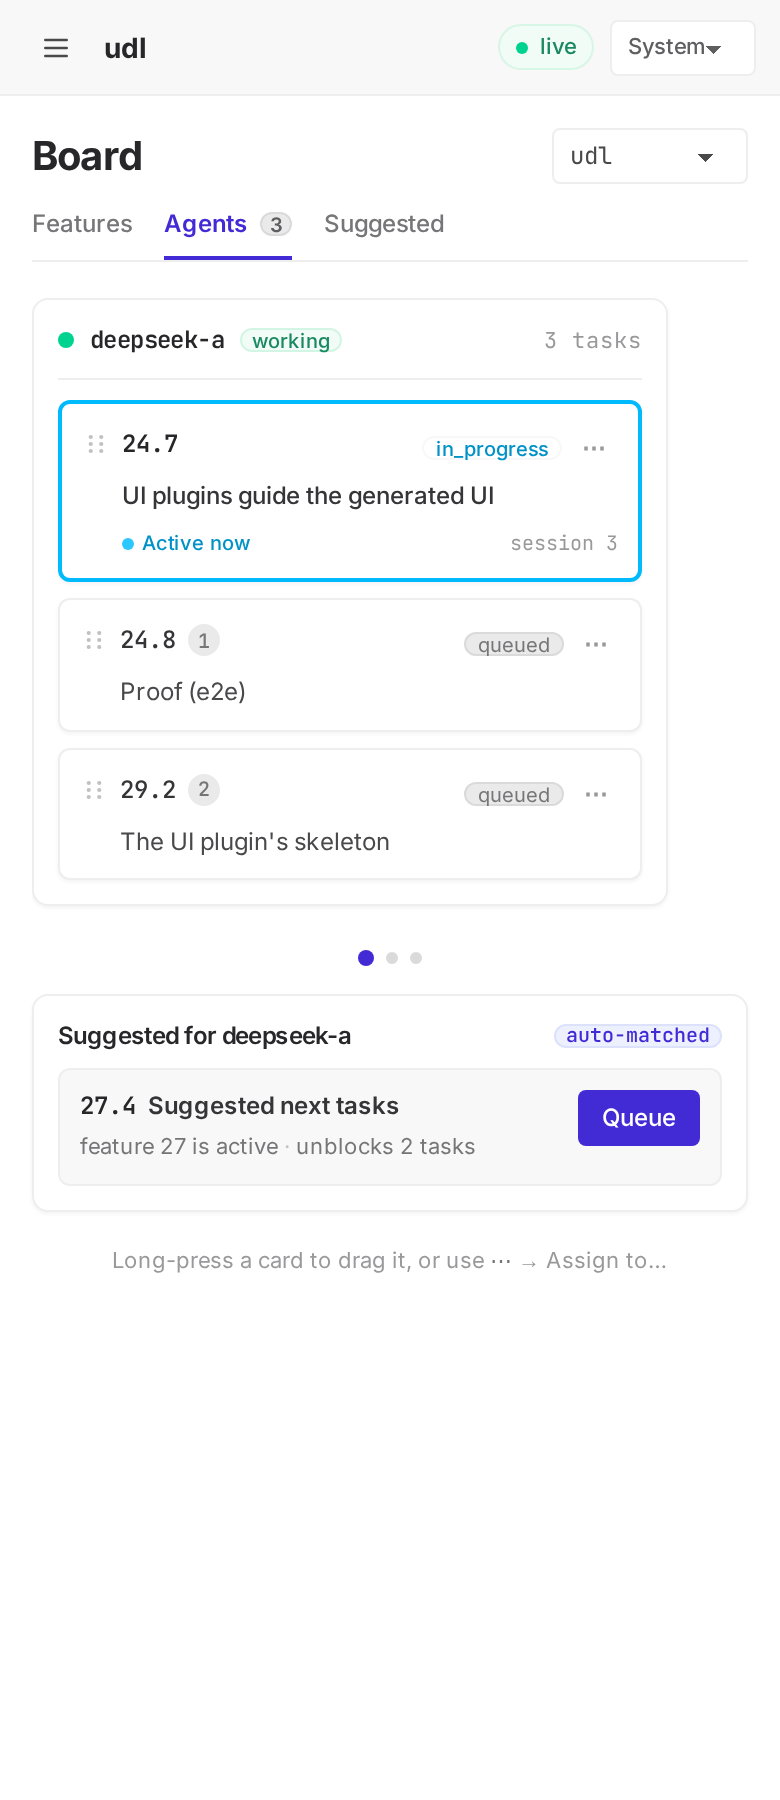 udl
live
System
Board
udl
Features
Agents 3
Suggested
deepseek-a working
3 tasks
24.7
in_progress ···
UI plugins guide the generated UI
Active now
session 3
24.8 1
queued ···
Proof (e2e)
29.2 2
queued ···
The UI plugin's skeleton
Suggested for deepseek-a
auto-matched
27.4 Suggested next tasks
Queue
feature 27 is active · unblocks 2 tasks
Long-press a card to drag it, or use ··· → Assign to…